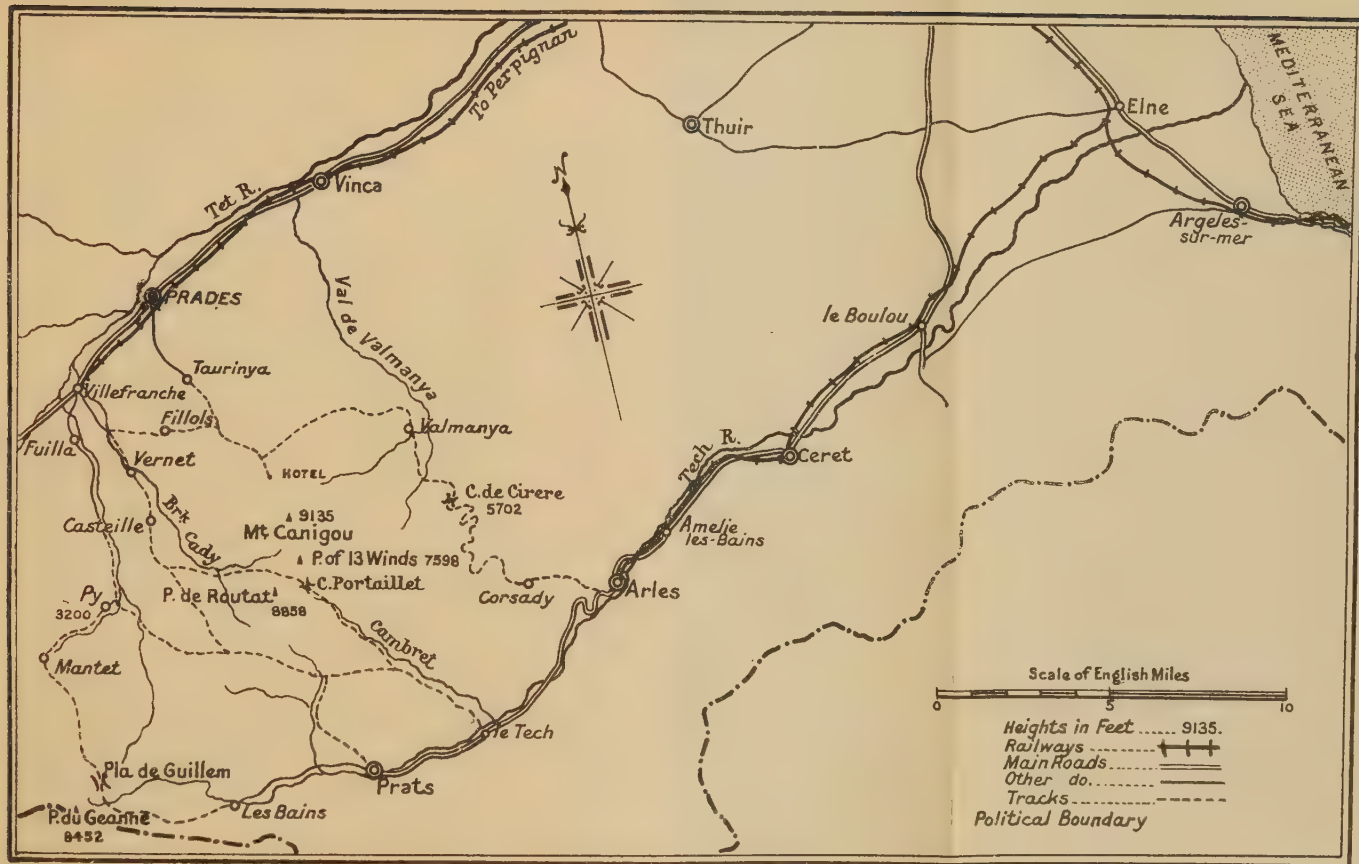 To Perpignan
MEDITERRANEAN
SEA
Elne
Thuir
N
Vinca
Tet R.
Argeles-
sur-mer
PRADES
Val de Valmanya
le Boulou
Taurinya
Villefranche
Fillols
Valmanya
Fuilla
Vernet
HOTEL
Tech R.
Ceret
C. de Cirere
5702
Casteille
Brk
Cady
9135
Mt. Canigou
Amelie
les-Bains
P. of 13 Winds 7598
C. Portaillet
Corsady
Arles
Py
3200
P. de Routat
8858
Cambret
Mantet
Scale of English Miles
0 5 10
le Tech
Heights in Feet ..... 9135.
Railways
Main Roads
Other do.
Tracks
Political Boundary
Pla de Guillem
Prats
Les Bains
P. du Geanne
8452